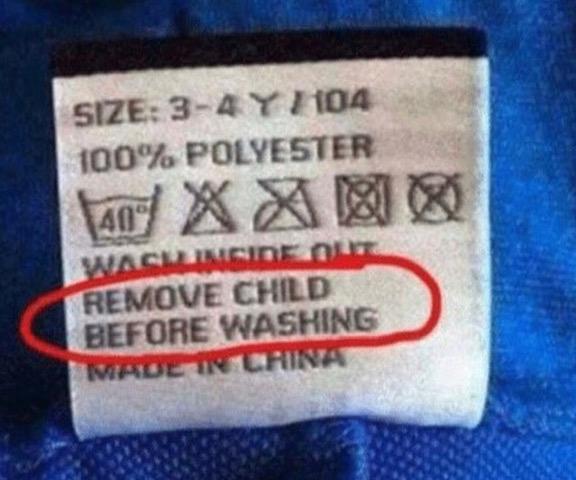 SIZE: 3-4 Y / 104
100% POLYESTER
40°
WASH INSIDE OUT
REMOVE CHILD
BEFORE WASHING
MADE IN CHINA